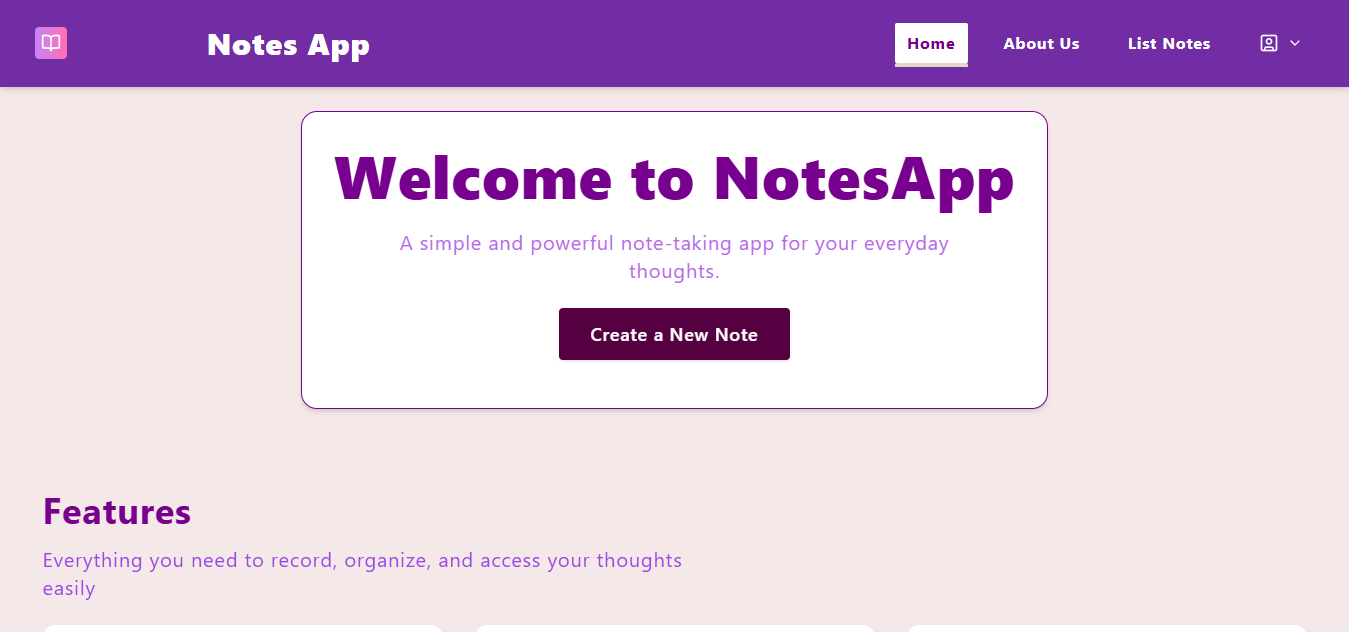 Notes App
Home
About Us
List Notes
Welcome to NotesApp
A simple and powerful note-taking app for your everyday
thoughts.
Create a New Note
Features
Everything you need to record, organize, and access your thoughts
easily